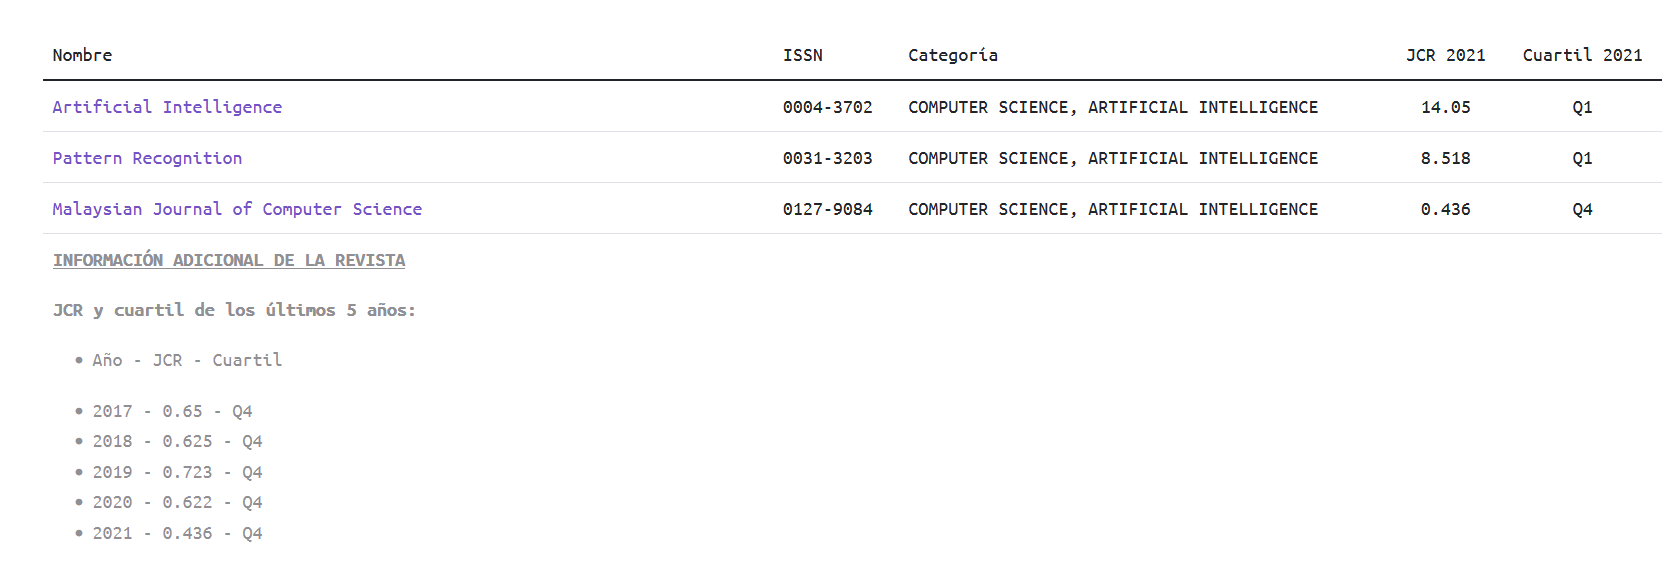 Nombre ISSN Categoría JCR 2021 Cuartil 2021
Artificial Intelligence 0004-3702 COMPUTER SCIENCE, ARTIFICIAL INTELLIGENCE 14.05 Q1
Pattern Recognition 0031-3203 COMPUTER SCIENCE, ARTIFICIAL INTELLIGENCE 8.518 Q1
Malaysian Journal of Computer Science 0127-9084 COMPUTER SCIENCE, ARTIFICIAL INTELLIGENCE 0.436 Q4
INFORMACIÓN ADICIONAL DE LA REVISTA
JCR y cuartil de los últimos 5 años:
• Año - JCR - Cuartil
• 2017 - 0.65 - Q4
• 2018 - 0.625 - Q4
• 2019 - 0.723 - Q4
• 2020 - 0.622 - Q4
• 2021 - 0.436 - Q4